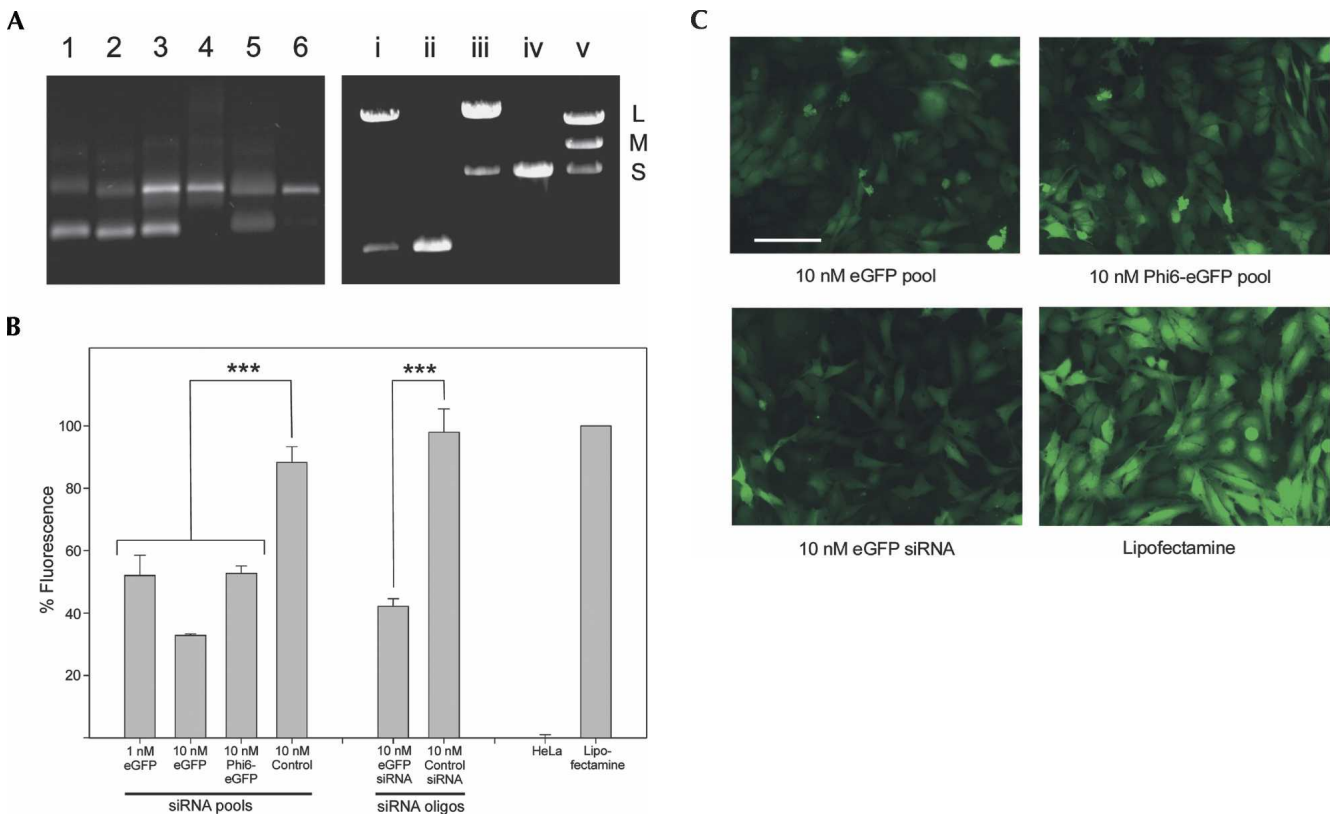 A
1 2 3 4 5 6
i ii iii iv v
L
M
S
B
% Fluorescence
100
80
60
40
20
***
***
1 nM
eGFP
10 nM
eGFP
10 nM
Phi6-
eGFP
10 nM
Control
10 nM
eGFP
siRNA
10 nM
Control
siRNA
HeLa
Lipo-
fectamine
siRNA pools
siRNA oligos
C
10 nM eGFP pool
10 nM Phi6-eGFP pool
10 nM eGFP siRNA
Lipofectamine